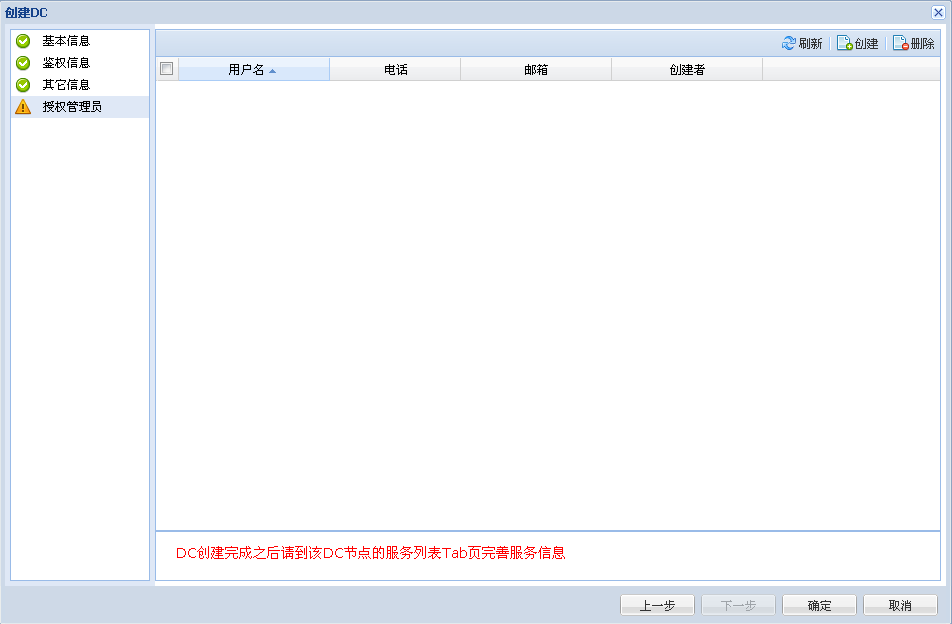 创建DC
基本信息
鉴权信息
其它信息
授权管理员
刷新 创建 删除
用户名 电话 邮箱 创建者
DC创建完成之后请到该DC节点的服务列表Tab页完善服务信息
上一步 下一步 确定 取消